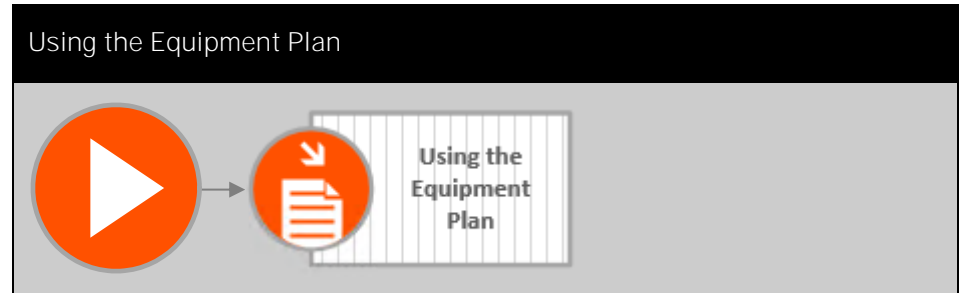 Using the Equipment Plan
Using the
Equipment
Plan